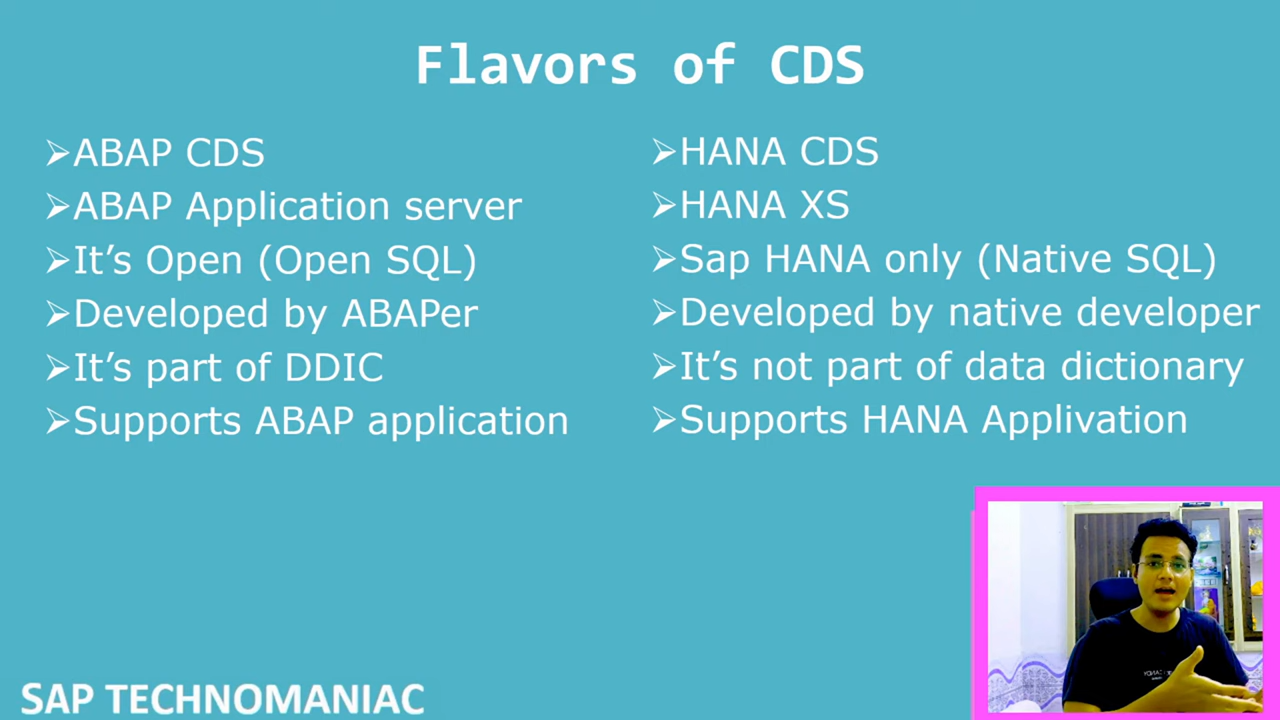 Flavors of CDS
➢ABAP CDS
➢ABAP Application server
➢It’s Open (Open SQL)
➢Developed by ABAPer
➢It’s part of DDIC
➢Supports ABAP application
➢HANA CDS
➢HANA XS
➢Sap HANA only (Native SQL)
➢Developed by native developer
➢It’s not part of data dictionary
➢Supports HANA Applivation
SAP TECHNOMANIAC